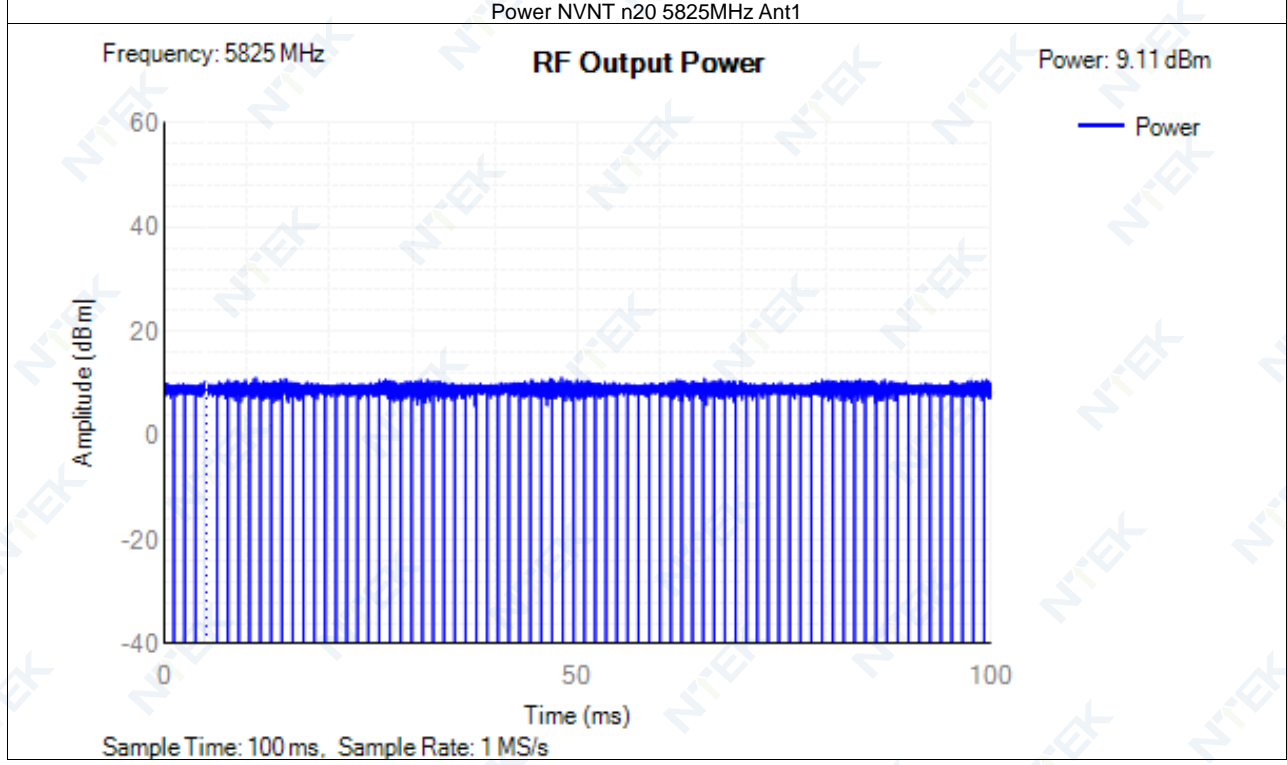 Power NVNT n20 5825MHz Ant1
Frequency: 5825 MHz
RF Output Power
Power: 9.11 dBm
Power
60
40
20
0
-20
-40
Amplitude (dBm)
0 50 100
Time (ms)
Sample Time: 100 ms, Sample Rate: 1 MS/s
NTEK